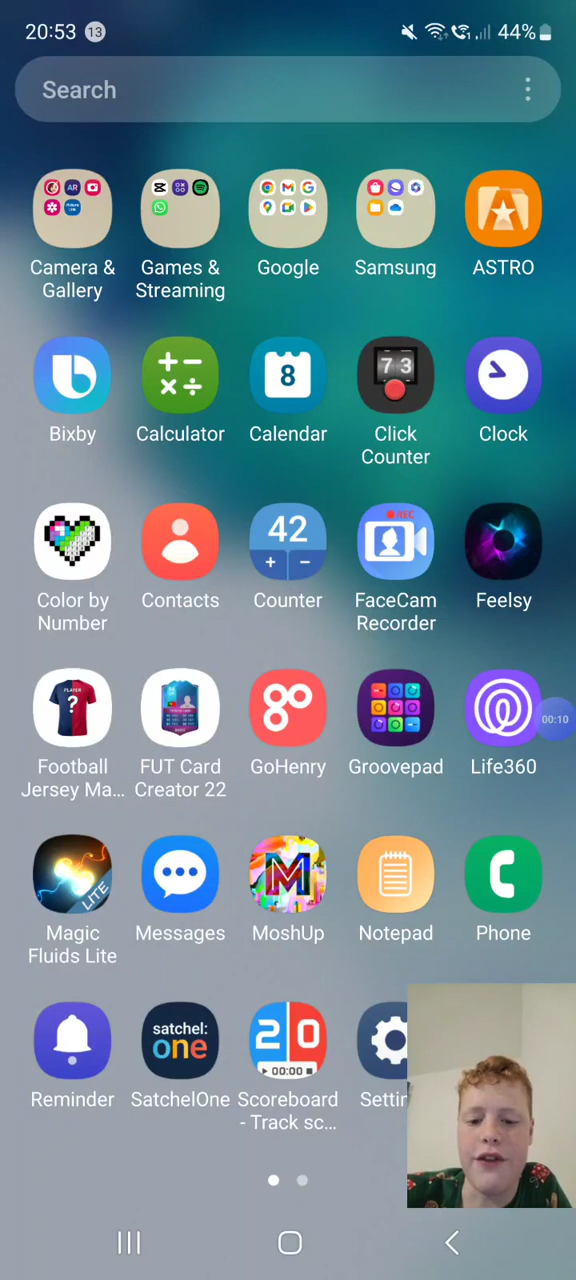 20:53 13 44%
Search
Camera & Gallery
Games & Streaming
Google
Samsung
ASTRO
AR
8
7 3
Bixby
Calculator
Calendar
Click Counter
Clock
42
REC
Color by Number
Contacts
Counter
FaceCam Recorder
Feelsy
PLAYER
?
00:10
Football Jersey Ma...
FUT Card Creator 22
GoHenry
Groovepad
Life360
LITE
M
Magic Fluids Lite
Messages
MoshUp
Notepad
Phone
satchel:
one
2 0
00:00
Reminder
SatchelOne
Scoreboard - Track sc...
Settin